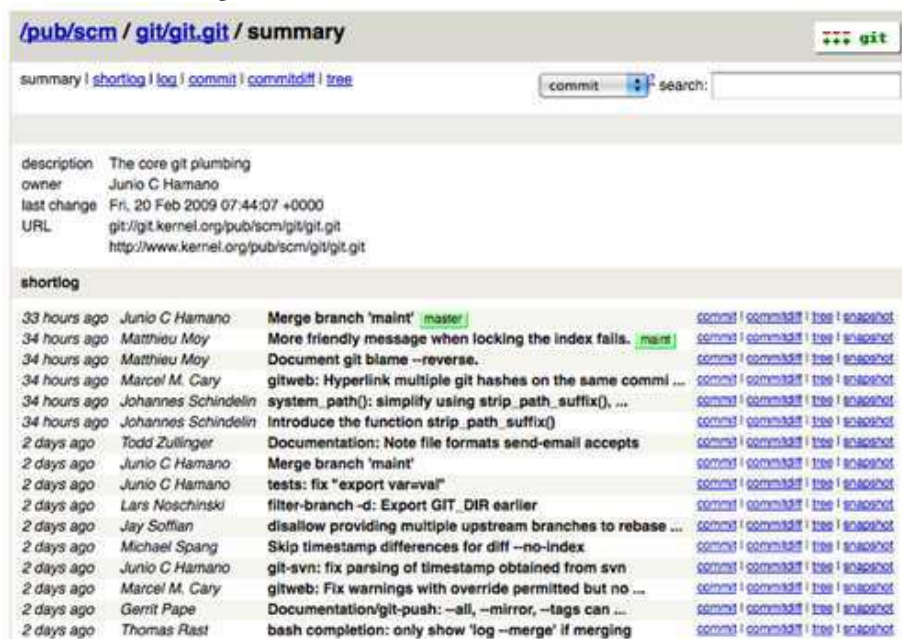 /pub/scm / git/git.git / summary
git
summary | shortlog | log | commit | commitdiff | tree
commit ? search:
description The core git plumbing
owner Junio C Hamano
last change Fri, 20 Feb 2009 07:44:07 +0000
URL git://git.kernel.org/pub/scm/git/git.git
http://www.kernel.org/pub/scm/git/git.git
shortlog
33 hours ago Junio C Hamano Merge branch 'maint' master commit | commitdiff | tree | snapshot
34 hours ago Matthieu Moy More friendly message when locking the index fails. maint commit | commitdiff | tree | snapshot
34 hours ago Matthieu Moy Document git blame --reverse. commit | commitdiff | tree | snapshot
34 hours ago Marcel M. Cary gitweb: Hyperlink multiple git hashes on the same commi ... commit | commitdiff | tree | snapshot
34 hours ago Johannes Schindelin system_path(): simplify using strip_path_suffix(), ... commit | commitdiff | tree | snapshot
34 hours ago Johannes Schindelin Introduce the function strip_path_suffix() commit | commitdiff | tree | snapshot
2 days ago Todd Zullinger Documentation: Note file formats send-email accepts commit | commitdiff | tree | snapshot
2 days ago Junio C Hamano Merge branch 'maint' commit | commitdiff | tree | snapshot
2 days ago Junio C Hamano tests: fix "export var=val" commit | commitdiff | tree | snapshot
2 days ago Lars Noschinski filter-branch -d: Export GIT_DIR earlier commit | commitdiff | tree | snapshot
2 days ago Jay Soffian disallow providing multiple upstream branches to rebase ... commit | commitdiff | tree | snapshot
2 days ago Michael Spang Skip timestamp differences for diff --no-index commit | commitdiff | tree | snapshot
2 days ago Junio C Hamano git-svn: fix parsing of timestamp obtained from svn commit | commitdiff | tree | snapshot
2 days ago Marcel M. Cary gitweb: Fix warnings with override permitted but no ... commit | commitdiff | tree | snapshot
2 days ago Gerrit Pape Documentation/git-push: --all, --mirror, --tags can ... commit | commitdiff | tree | snapshot
2 days ago Thomas Rast bash completion: only show 'log --merge' if merging commit | commitdiff | tree | snapshot